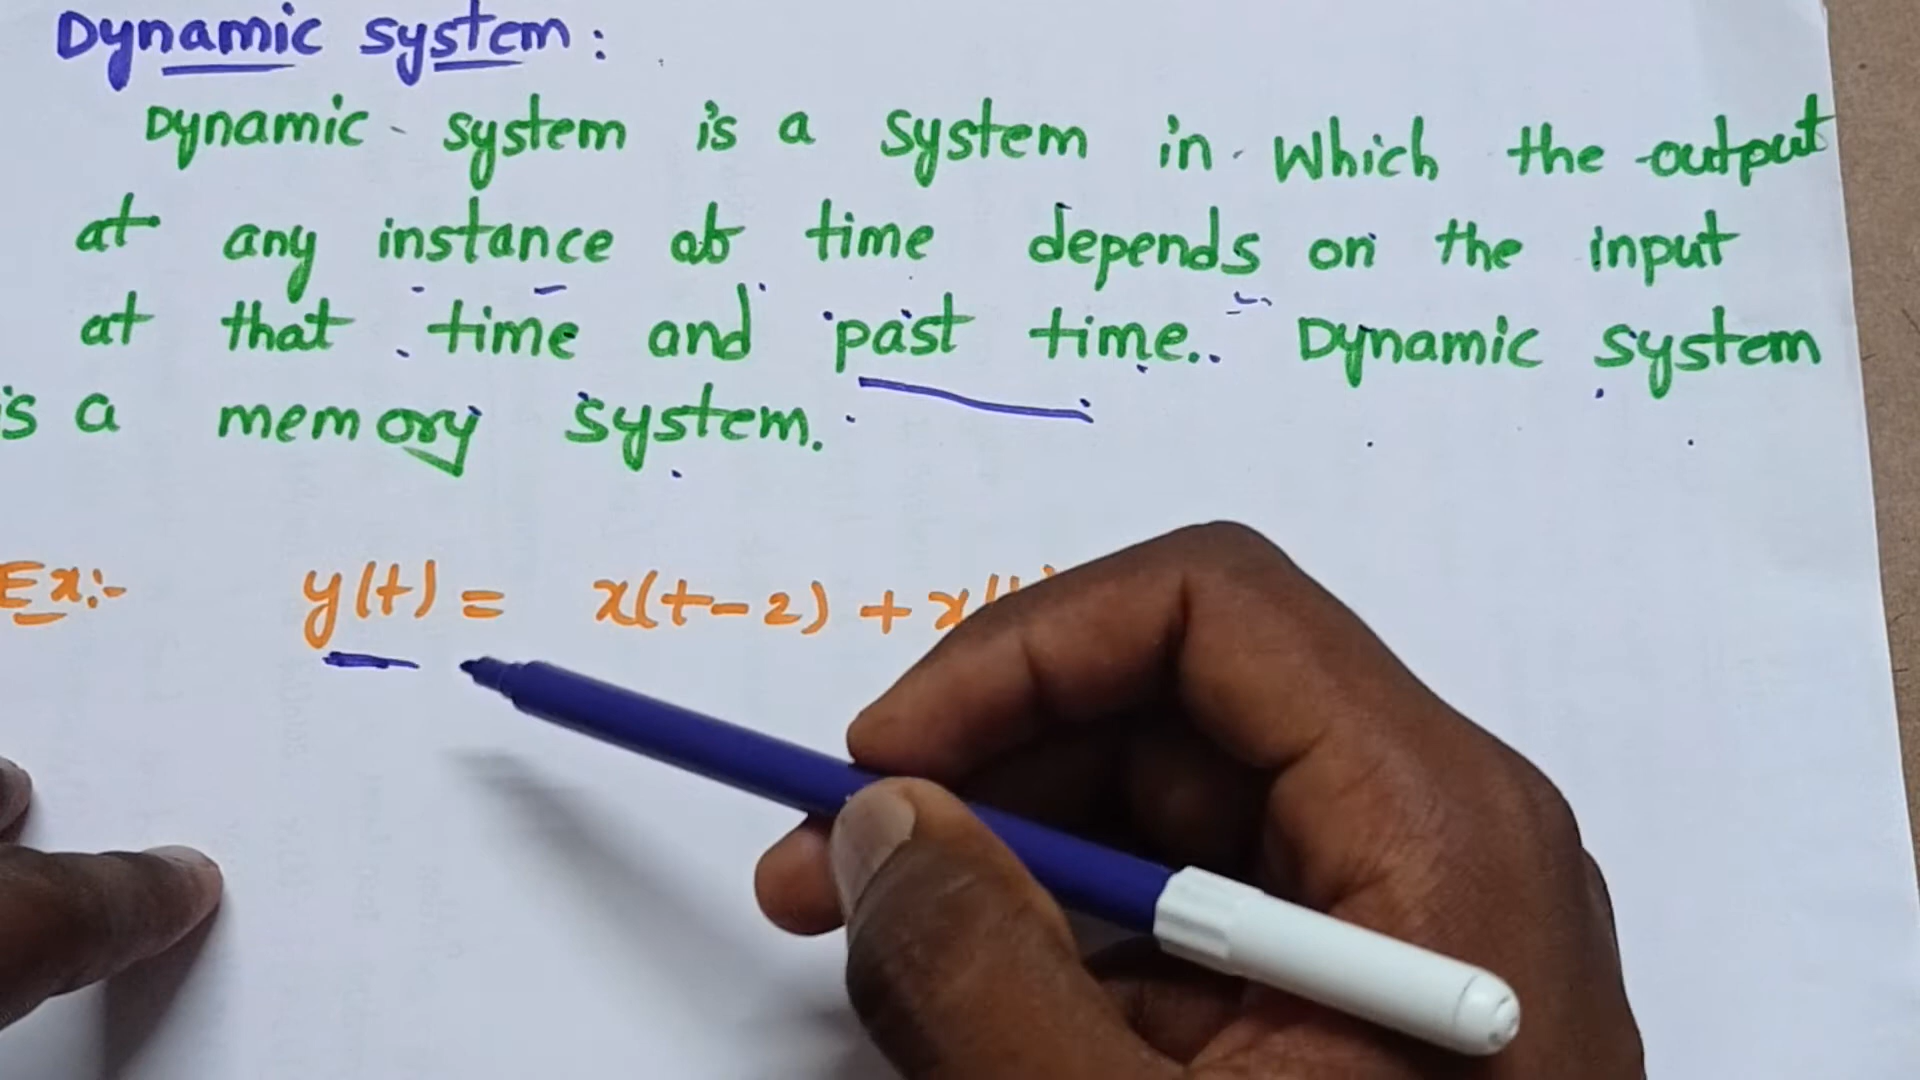 Dynamic system:
Dynamic system is a system in which the output
at any instance of time depends on the input
at that time and past time.. Dynamic system
is a memory system.
Ex:- y(t) = x(t-2) + x(t)